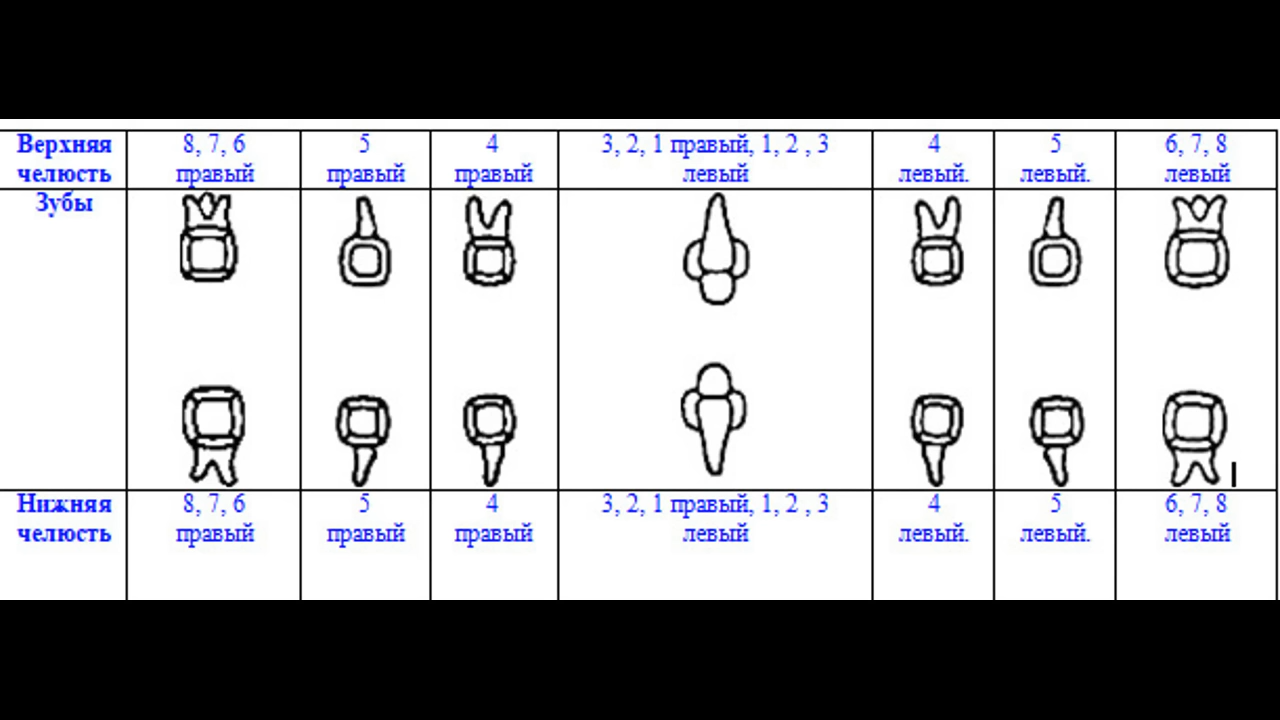 Верхняя челюсть
8, 7, 6 правый
5 правый
4 правый
3, 2, 1 правый, 1, 2 , 3 левый
4 левый.
5 левый.
6, 7, 8 левый
Зубы
Нижняя челюсть
8, 7, 6 правый
5 правый
4 правый
3, 2, 1 правый, 1, 2 , 3 левый
4 левый.
5 левый.
6, 7, 8 левый